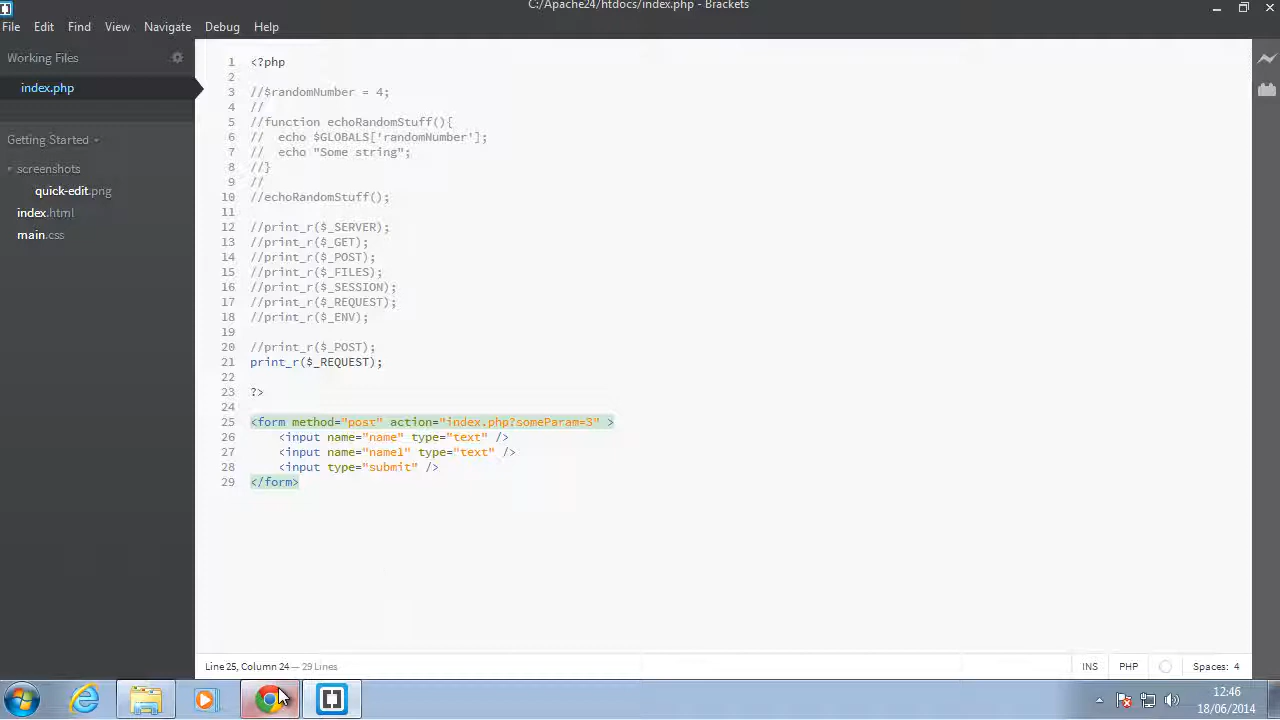 C:/Apache24/htdocs/index.php - Brackets
File Edit Find View Navigate Debug Help
Working Files
index.php
Getting Started
screenshots
quick-edit.png
index.html
main.css
1 <?php
2
3 //$randomNumber = 4;
4 //
5 //function echoRandomStuff(){
6 //  echo $GLOBALS['randomNumber'];
7 //  echo "Some string";
8 //}
9 //
10 //echoRandomStuff();
11
12 //print_r($_SERVER);
13 //print_r($_GET);
14 //print_r($_POST);
15 //print_r($_FILES);
16 //print_r($_SESSION);
17 //print_r($_REQUEST);
18 //print_r($_ENV);
19
20 //print_r($_POST);
21 print_r($_REQUEST);
22
23 ?>
24
25 <form method="post" action="index.php?someParam=3" >
26     <input name="name" type="text" />
27     <input name="name1" type="text" />
28     <input type="submit" />
29 </form>
Line 25, Column 24 — 29 Lines
INS PHP Spaces: 4
12:46
18/06/2014